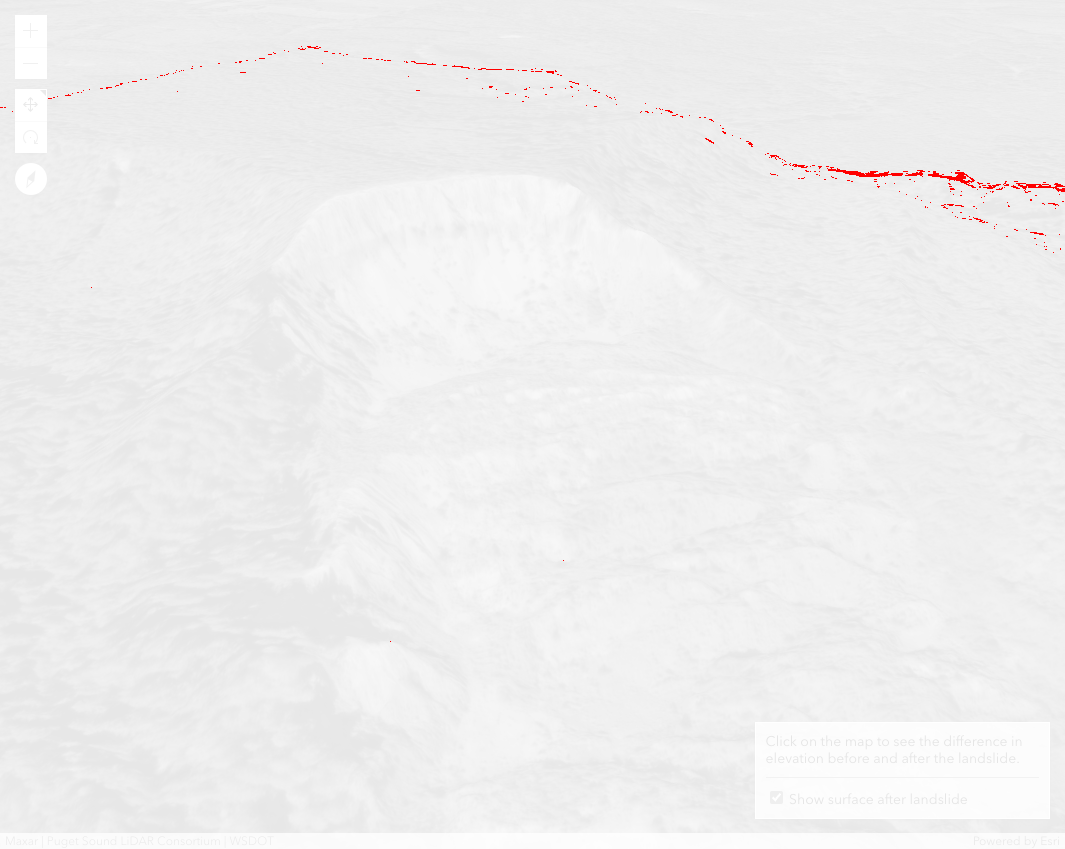 Click on the map to see the difference in
elevation before and after the landslide.
Show surface after landslide
Maxar | Puget Sound LiDAR Consortium | WSDOT
Powered by Esri